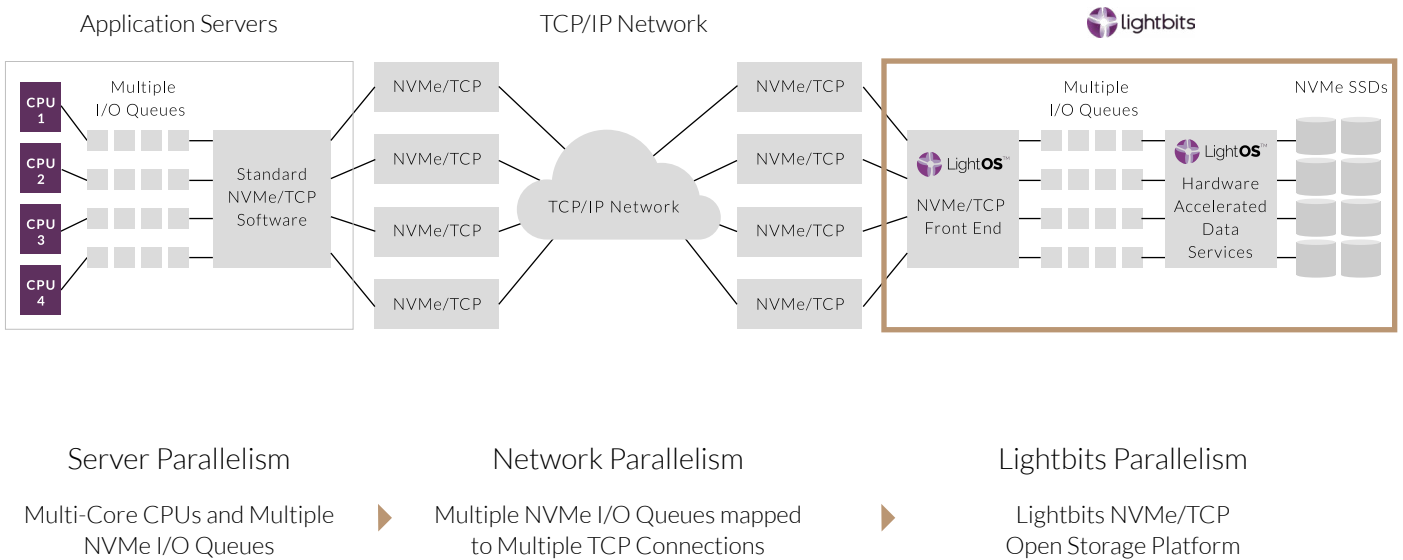 Application Servers
TCP/IP Network
lightbits
Multiple
I/O Queues
CPU
1
CPU
2
CPU
3
CPU
4
Standard
NVMe/TCP
Software
NVMe/TCP
NVMe/TCP
NVMe/TCP
NVMe/TCP
TCP/IP Network
NVMe/TCP
NVMe/TCP
NVMe/TCP
NVMe/TCP
LightOS™
NVMe/TCP
Front End
Multiple
I/O Queues
LightOS™
Hardware
Accelerated
Data
Services
NVMe SSDs
Server Parallelism
Multi-Core CPUs and Multiple
NVMe I/O Queues
Network Parallelism
Multiple NVMe I/O Queues mapped
to Multiple TCP Connections
Lightbits Parallelism
Lightbits NVMe/TCP
Open Storage Platform